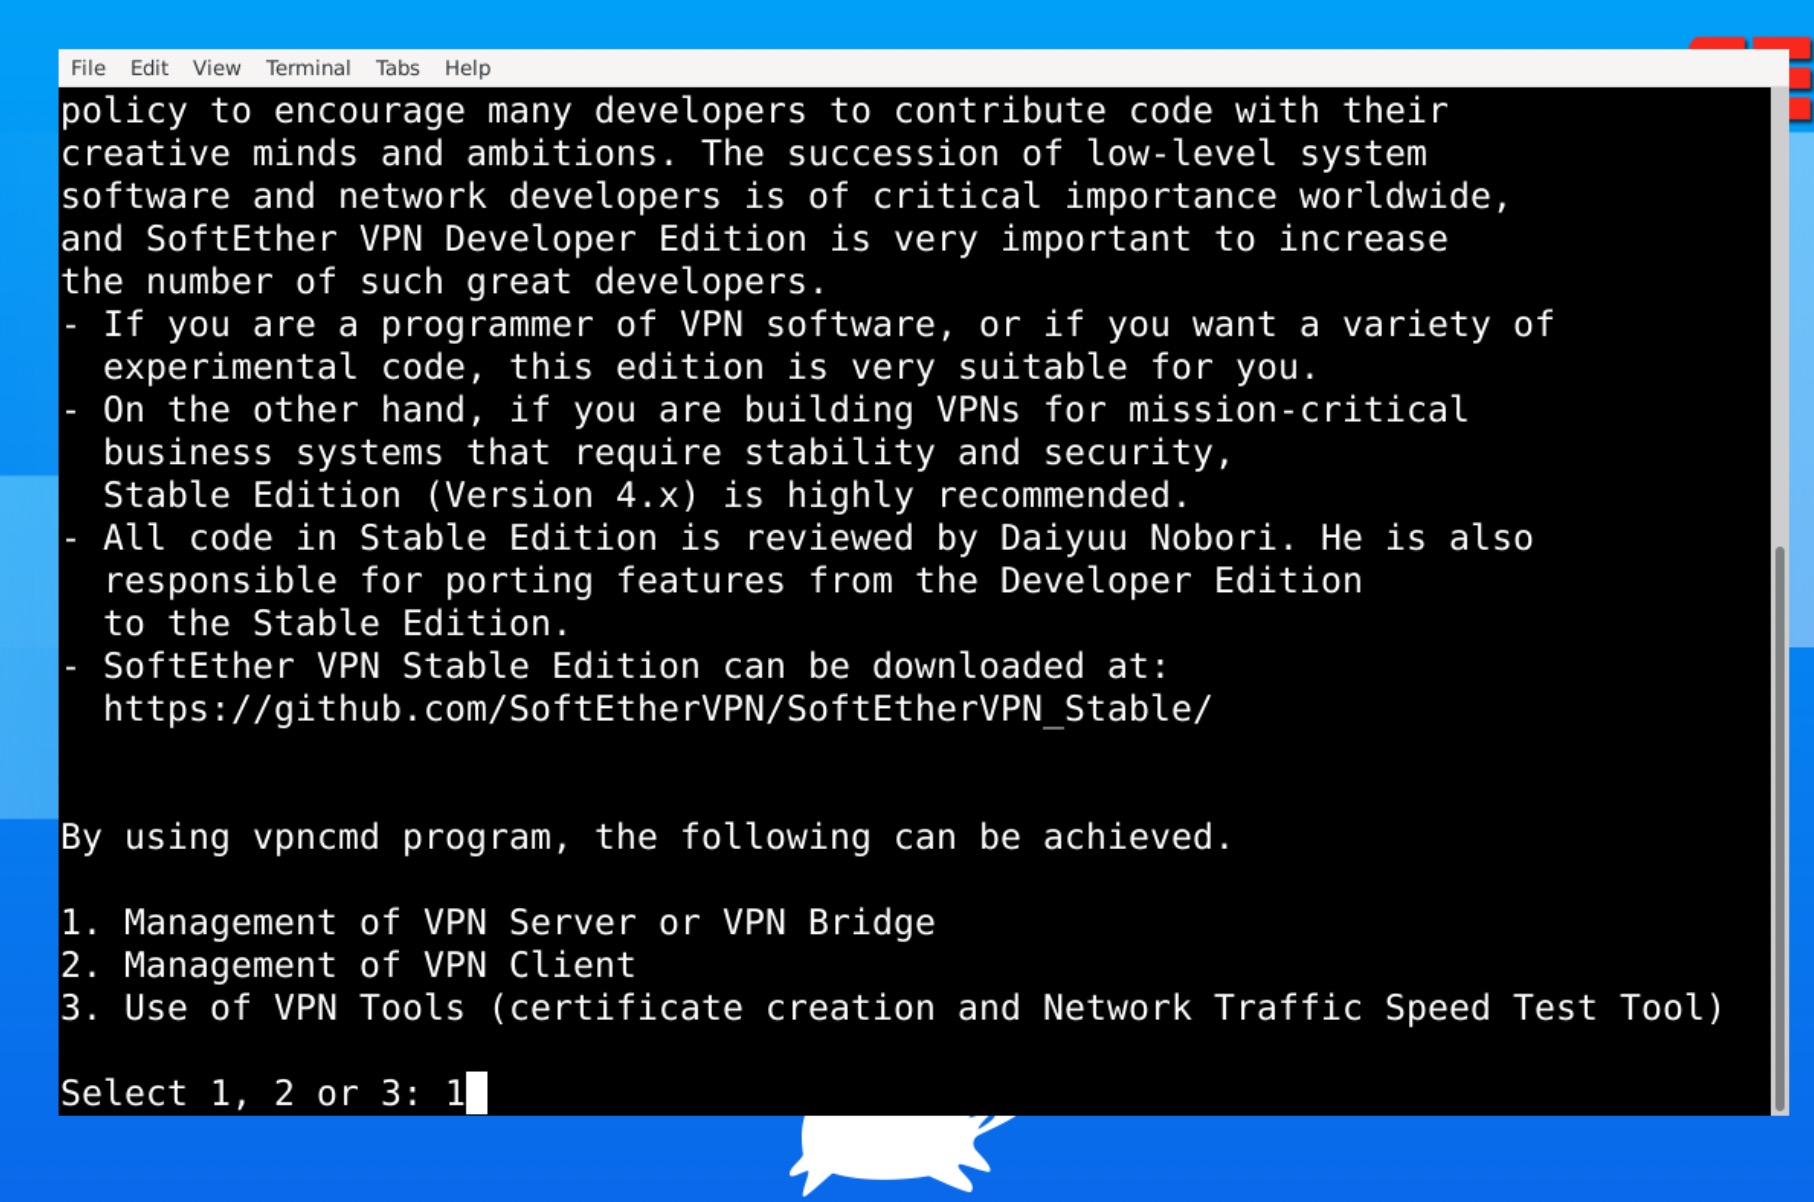 File Edit View Terminal Tabs Help
policy to encourage many developers to contribute code with their
creative minds and ambitions. The succession of low-level system
software and network developers is of critical importance worldwide,
and SoftEther VPN Developer Edition is very important to increase
the number of such great developers.
- If you are a programmer of VPN software, or if you want a variety of
  experimental code, this edition is very suitable for you.
- On the other hand, if you are building VPNs for mission-critical
  business systems that require stability and security,
  Stable Edition (Version 4.x) is highly recommended.
- All code in Stable Edition is reviewed by Daiyuu Nobori. He is also
  responsible for porting features from the Developer Edition
  to the Stable Edition.
- SoftEther VPN Stable Edition can be downloaded at:
  https://github.com/SoftEtherVPN/SoftEtherVPN_Stable/
By using vpncmd program, the following can be achieved.
1. Management of VPN Server or VPN Bridge
2. Management of VPN Client
3. Use of VPN Tools (certificate creation and Network Traffic Speed Test Tool)
Select 1, 2 or 3: 1